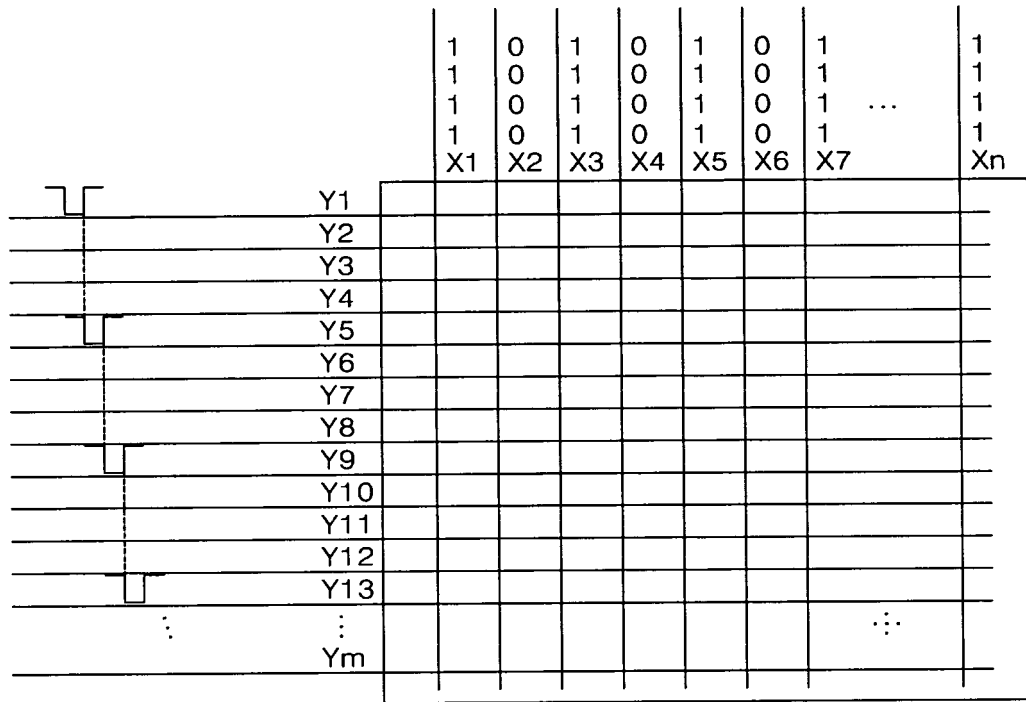 1 0 1 0 1 0 1 1
1 0 1 0 1 0 1 1
1 0 1 0 1 0 1 ... 1
1 0 1 0 1 0 1 1
X1 X2 X3 X4 X5 X6 X7 Xn
Y1
Y2
Y3
Y4
Y5
Y6
Y7
Y8
Y9
Y10
Y11
Y12
Y13
Ym